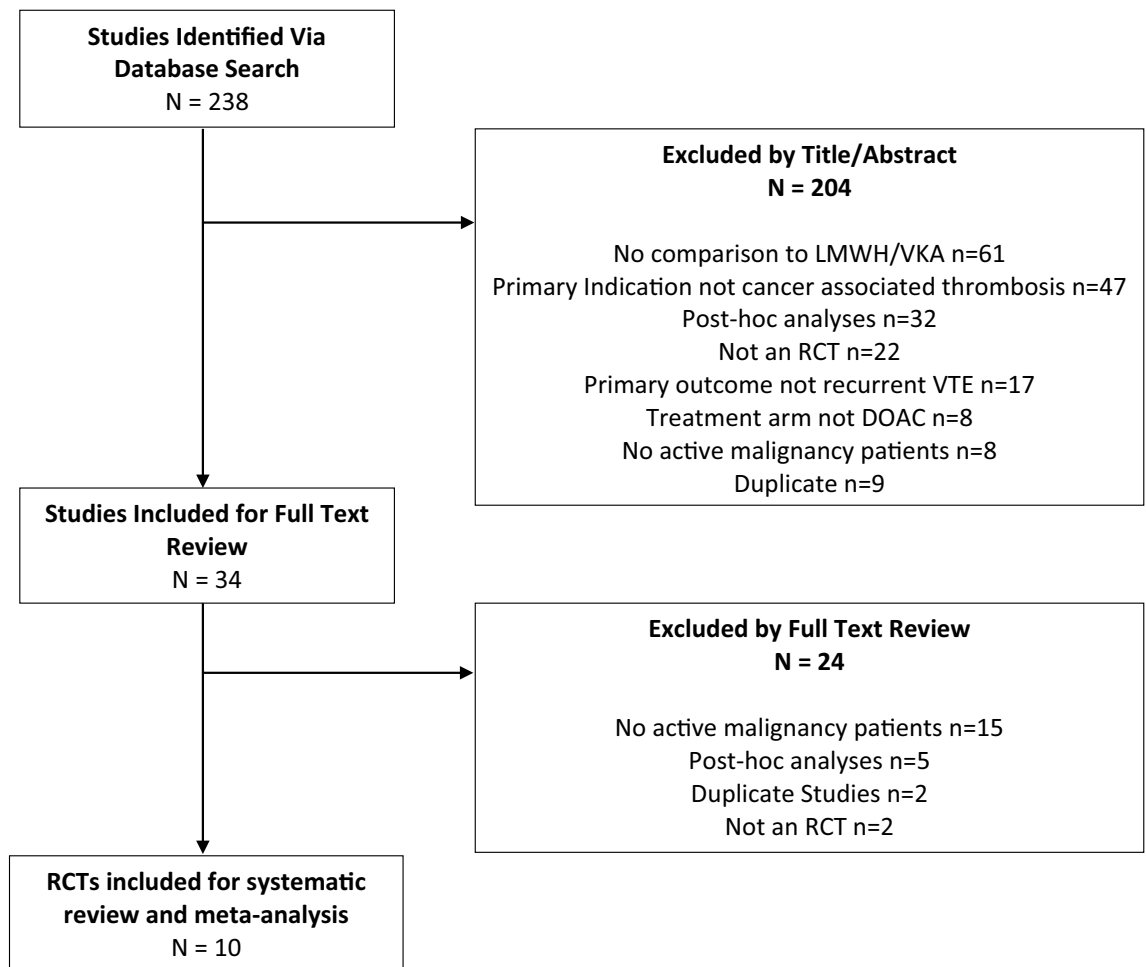 Studies Identified Via
Database Search
N = 238
Excluded by Title/Abstract
N = 204
No comparison to LMWH/VKA n=61
Primary Indication not cancer associated thrombosis n=47
Post-hoc analyses n=32
Not an RCT n=22
Primary outcome not recurrent VTE n=17
Treatment arm not DOAC n=8
No active malignancy patients n=8
Duplicate n=9
Studies Included for Full Text
Review
N = 34
Excluded by Full Text Review
N = 24
No active malignancy patients n=15
Post-hoc analyses n=5
Duplicate Studies n=2
Not an RCT n=2
RCTs included for systematic
review and meta-analysis
N = 10